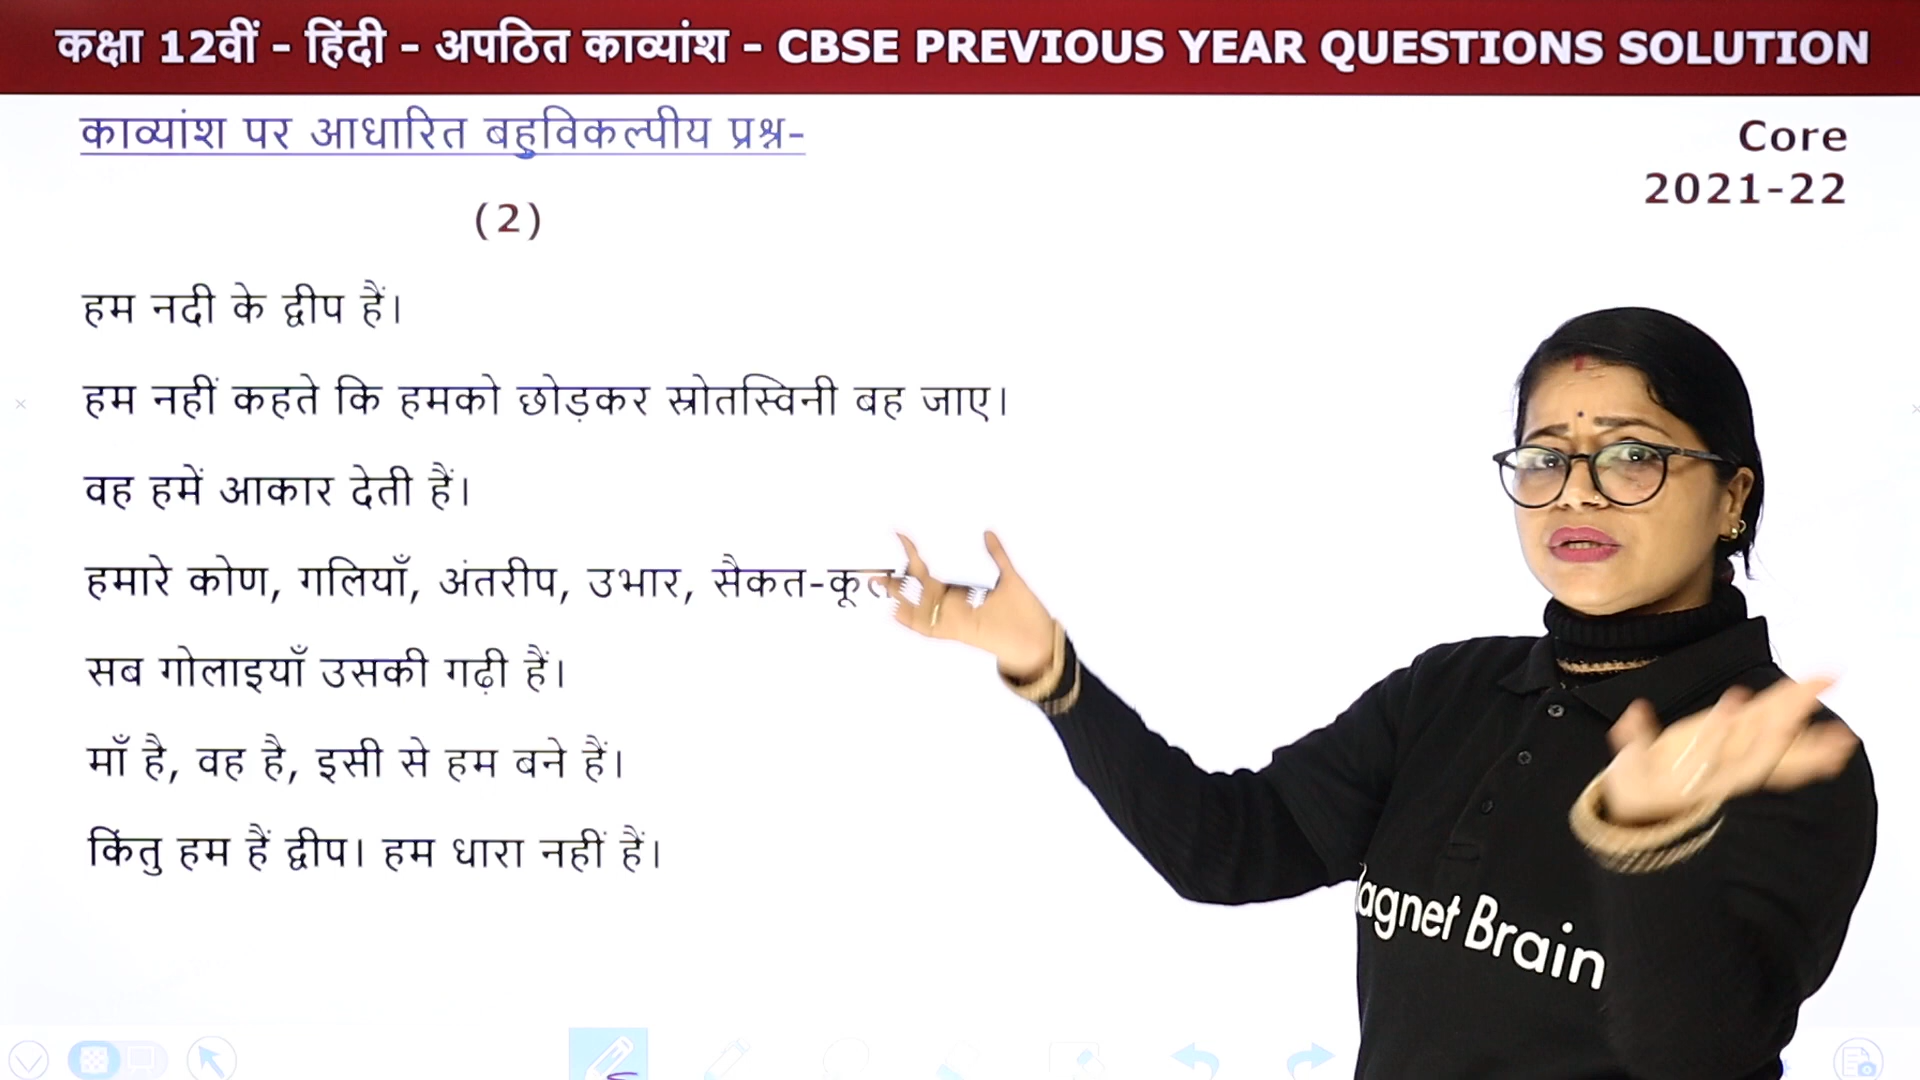 कक्षा 12वीं - हिंदी - अपठित काव्यांश - CBSE PREVIOUS YEAR QUESTIONS SOLUTION
काव्यांश पर आधारित बहुविकल्पीय प्रश्न-
Core
2021-22
(2)
हम नदी के द्वीप हैं।
हम नहीं कहते कि हमको छोड़कर स्रोतस्विनी बह जाए।
वह हमें आकार देती हैं।
हमारे कोण, गलियाँ, अंतरीप, उभार, सैकत-कूल
सब गोलाइयाँ उसकी गढ़ी हैं।
माँ है, वह है, इसी से हम बने हैं।
किंतु हम हैं द्वीप। हम धारा नहीं हैं।
agnet Brain